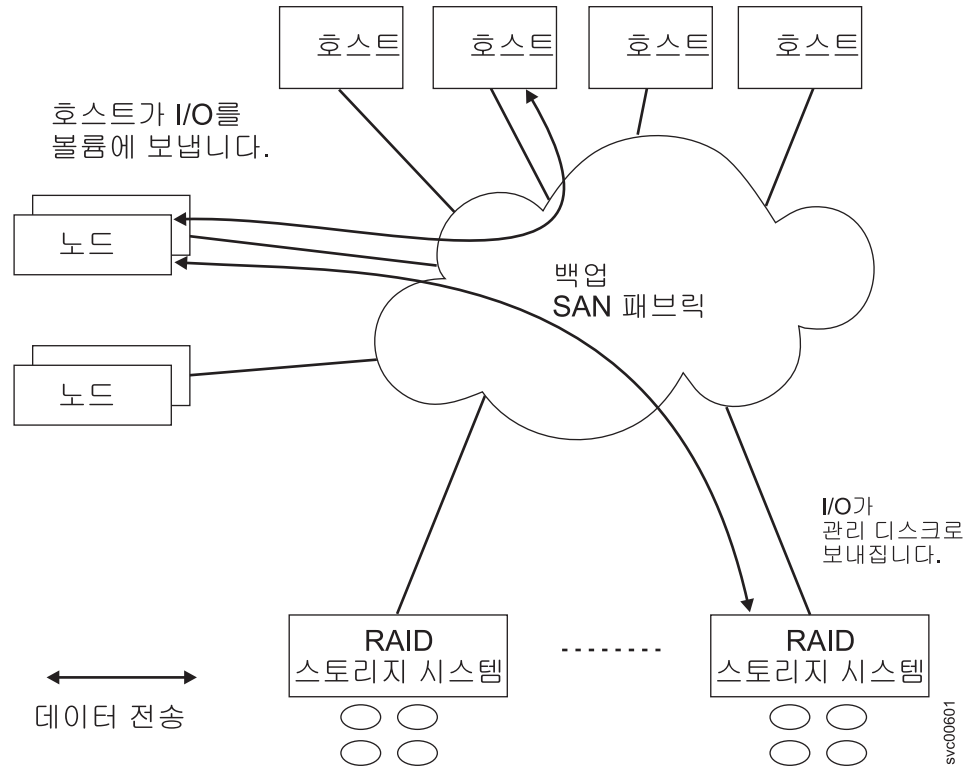 호스트
호스트
호스트
호스트
호스트가 I/O를
볼륨에 보냅니다.
노드
백업
SAN 패브릭
노드
I/O가
관리 디스크로
보내집니다.
RAID
스토리지 시스템
RAID
스토리지 시스템
데이터 전송
svc00601